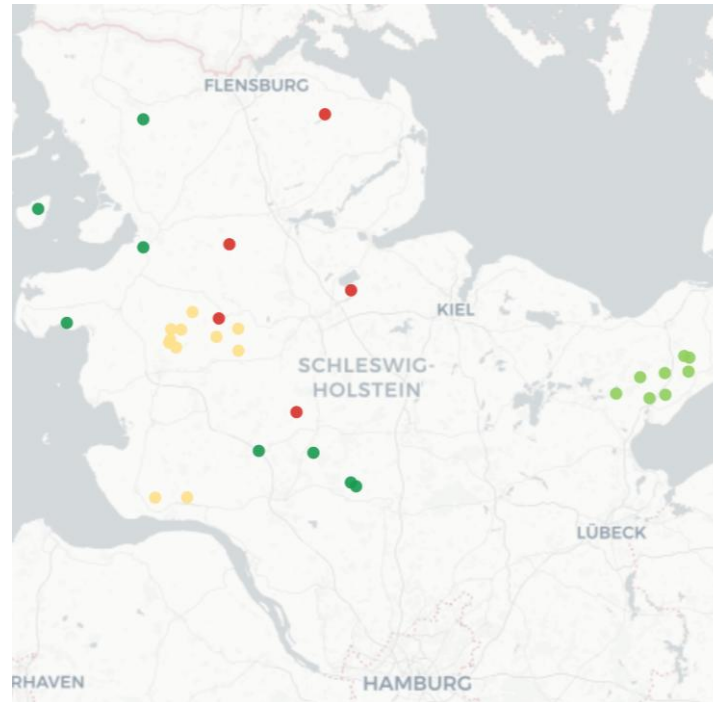 FLENSBURG
KIEL
SCHLESWIG-
HOLSTEIN
LÜBECK
RHAVEN
HAMBURG